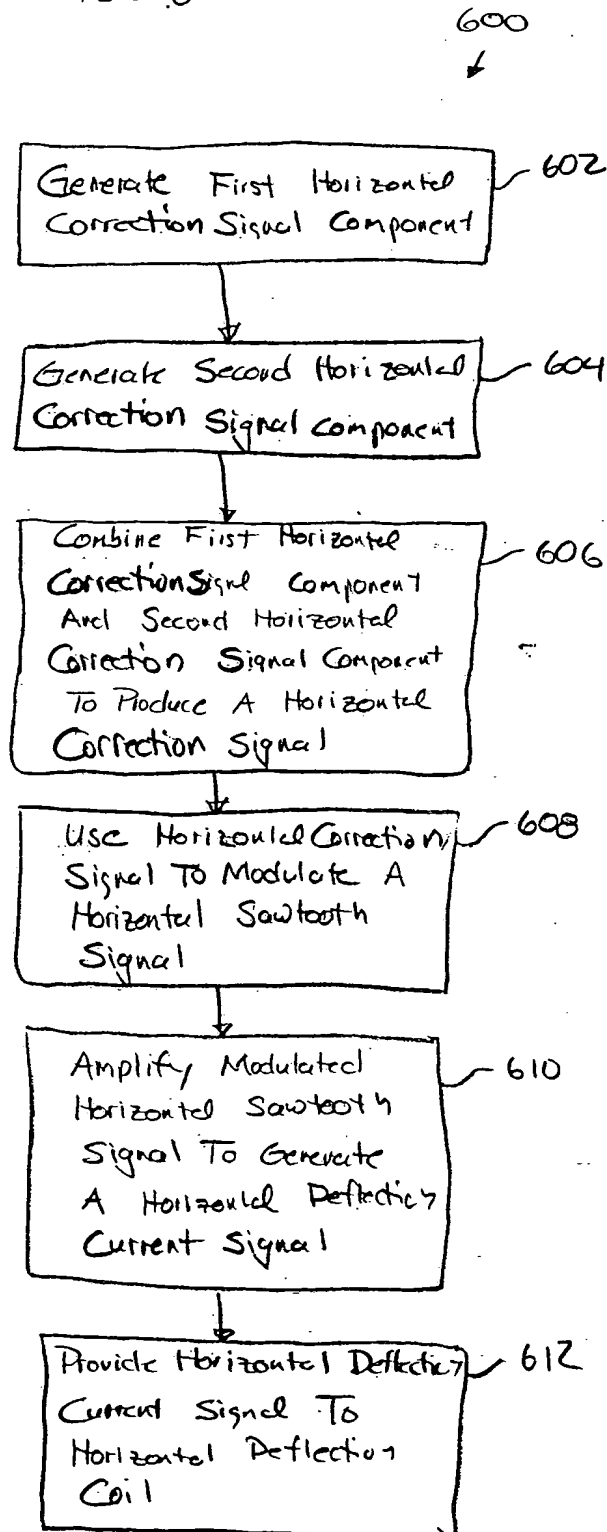 600
Generate First Horizontal
Correction Signal Component
602
Generate Second Horizontal
Correction Signal Component
604
Combine First Horizontal
Correction Signal Component
And Second Horizontal
Correction Signal Component
To Produce A Horizontal
Correction Signal
606
Use Horizontal Correction
Signal To Modulate A
Horizontal Sawtooth
Signal
608
Amplify Modulated
Horizontal Sawtooth
Signal To Generate
A Horizontal Deflection
Current Signal
610
Provide Horizontal Deflection
Current Signal To
Horizontal Deflection
Coil
612